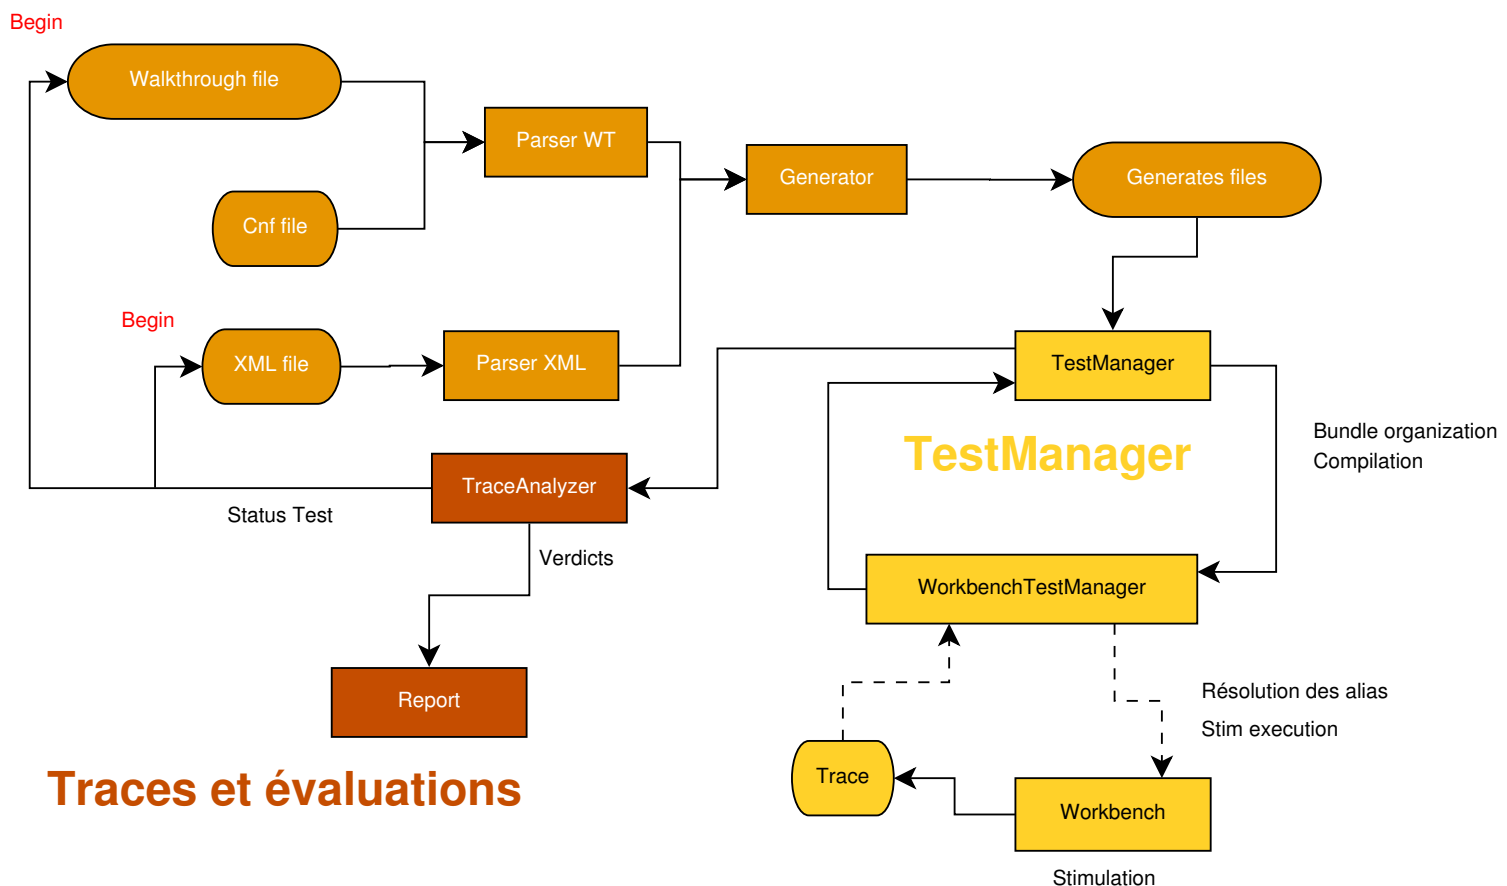 Begin
Walkthrough file
Parser WT
Generator
Generates files
Cnf file
Begin
XML file
Parser XML
TestManager
TestManager
Bundle organization
Compilation
TraceAnalyzer
Status Test
Verdicts
WorkbenchTestManager
Report
Résolution des alias
Stim execution
Traces et évaluations
Trace
Workbench
Stimulation